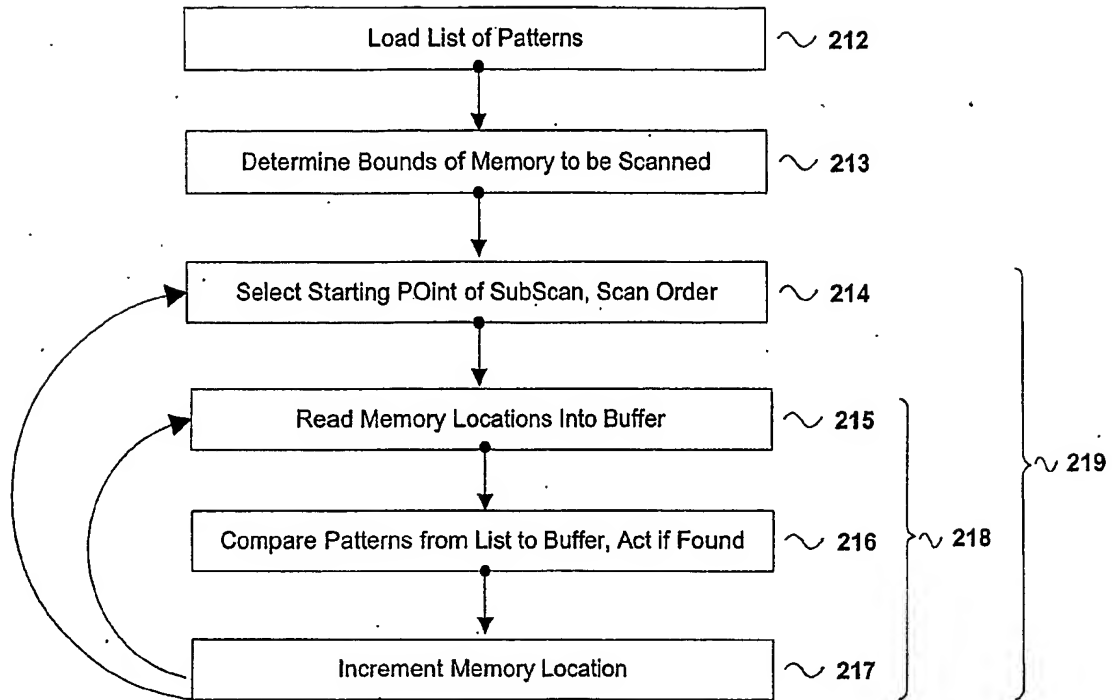 Load List of Patterns 212
Determine Bounds of Memory to be Scanned 213
Select Starting POint of SubScan, Scan Order 214
Read Memory Locations Into Buffer 215
219
Compare Patterns from List to Buffer, Act if Found 216
218
Increment Memory Location 217